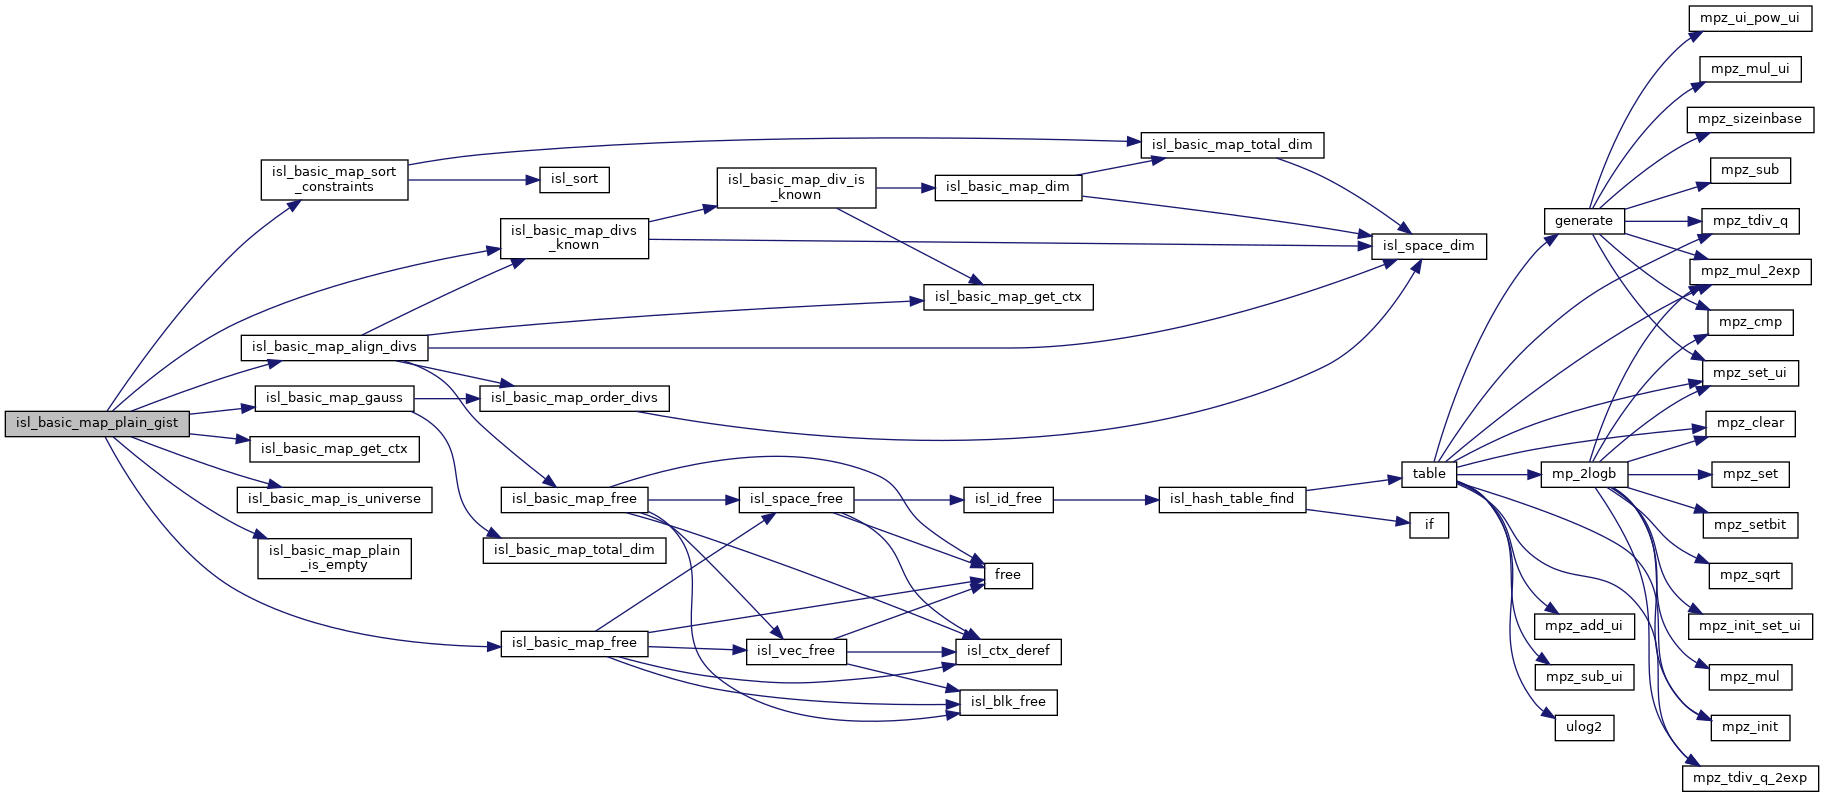 isl_basic_map_plain_gist
isl_basic_map_sort
_constraints
isl_basic_map_align_divs
isl_basic_map_gauss
isl_basic_map_get_ctx
isl_basic_map_is_universe
isl_basic_map_plain
_is_empty
isl_sort
isl_basic_map_divs
_known
isl_basic_map_order_divs
isl_basic_map_free
isl_basic_map_total_dim
isl_basic_map_free
isl_basic_map_div_is
_known
isl_space_free
isl_vec_free
isl_basic_map_dim
isl_basic_map_get_ctx
isl_id_free
free
isl_ctx_deref
isl_blk_free
isl_basic_map_total_dim
isl_hash_table_find
isl_space_dim
table
if
generate
mp_2logb
mpz_add_ui
mpz_sub_ui
ulog2
mpz_ui_pow_ui
mpz_mul_ui
mpz_sizeinbase
mpz_sub
mpz_tdiv_q
mpz_mul_2exp
mpz_cmp
mpz_set_ui
mpz_clear
mpz_set
mpz_setbit
mpz_sqrt
mpz_init_set_ui
mpz_mul
mpz_init
mpz_tdiv_q_2exp